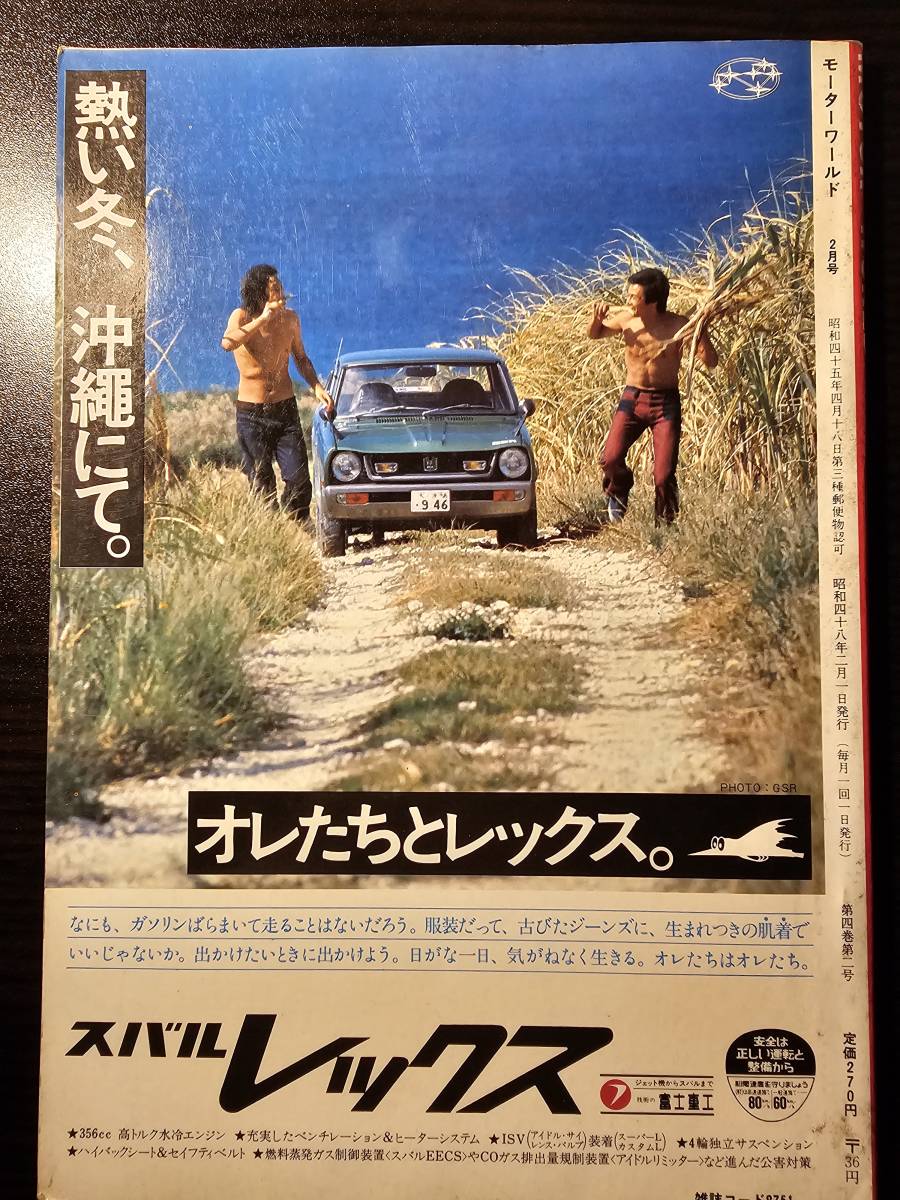 熱い冬、沖縄にて。
モーターワールド
2月号
昭和四十五年四月十八日第三種郵便物認可
昭和四十八年二月一日発行(毎月一回一日発行)
第四巻第二号
定価270円
〒36円
・9 46
PHOTO：GSR
オレたちとレックス。
なにも、ガソリンばらまいて走ることはないだろう。服装だって、古びたジーンズに、生まれつきの肌着で
いいじゃないか。出かけたいときに出かけよう。日がな一日、気がねなく生きる。オレたちはオレたち。
スバル レックス
ジェット機からスバルまで
技術の 富士重工
安全は
正しい運転と
整備から
80 60
★356cc 高トルク水冷エンジン ★充実したベンチレーション&ヒーターシステム ★ISV(アイドル・サイレンス・バルブ)装着(スーパーL カスタムL) ★4輪独立サスペンション
★ハイバックシート&セイフティベルト ★燃料蒸発ガス制御装置〈スバルEECS〉やCOガス排出量規制装置〈アイドルリミッター〉など進んだ公害対策
雑誌コード8751